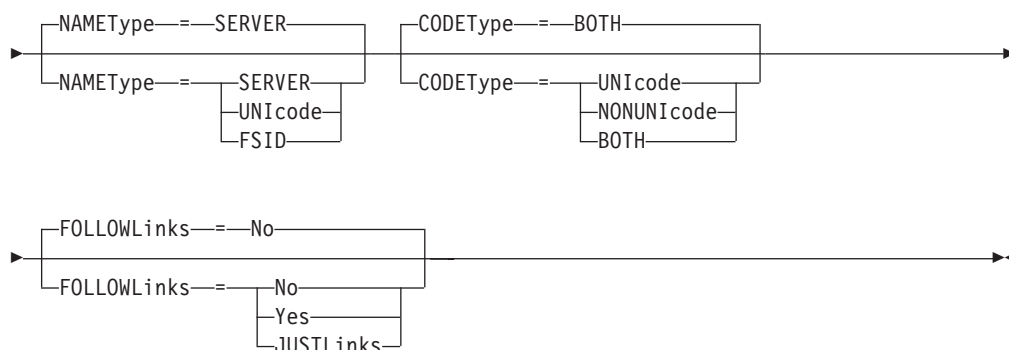 NAMEType = SERVER CODEType = BOTH
NAMEType = SERVER CODEType = UNIcode
UNIcode NONUNIcode
FSID BOTH
FOLLOWLinks = No
FOLLOWLinks = No
Yes
JUSTLinks